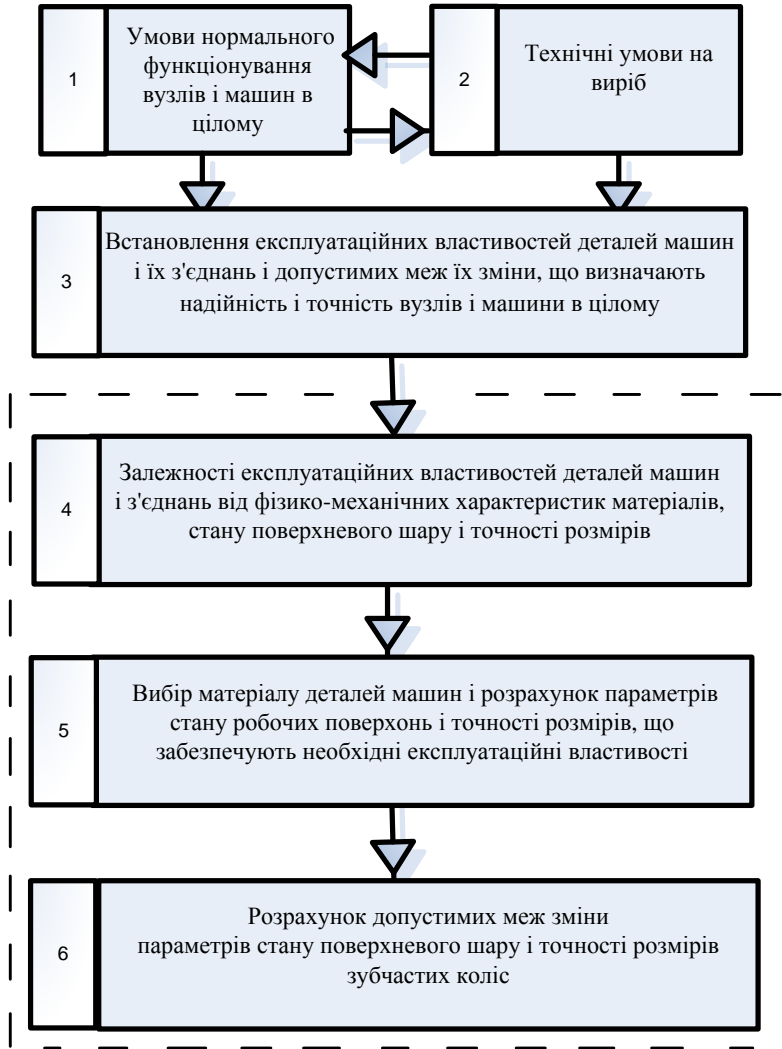 1
Умови нормального
функціонування
вузлів і машин в
цілому
2
Технічні умови на
виріб
3
Встановлення експлуатаційних властивостей деталей машин
і їх з'єднань і допустимих меж їх зміни, що визначають
надійність і точність вузлів і машини в цілому
4
Залежності експлуатаційних властивостей деталей машин
і з'єднань від фізико-механічних характеристик матеріалів,
стану поверхневого шару і точності розмірів
5
Вибір матеріалу деталей машин і розрахунок параметрів
стану робочих поверхонь і точності розмірів, що
забезпечують необхідні експлуатаційні властивості
6
Розрахунок допустимих меж зміни
параметрів стану поверхневого шару і точності розмірів
зубчастих коліс